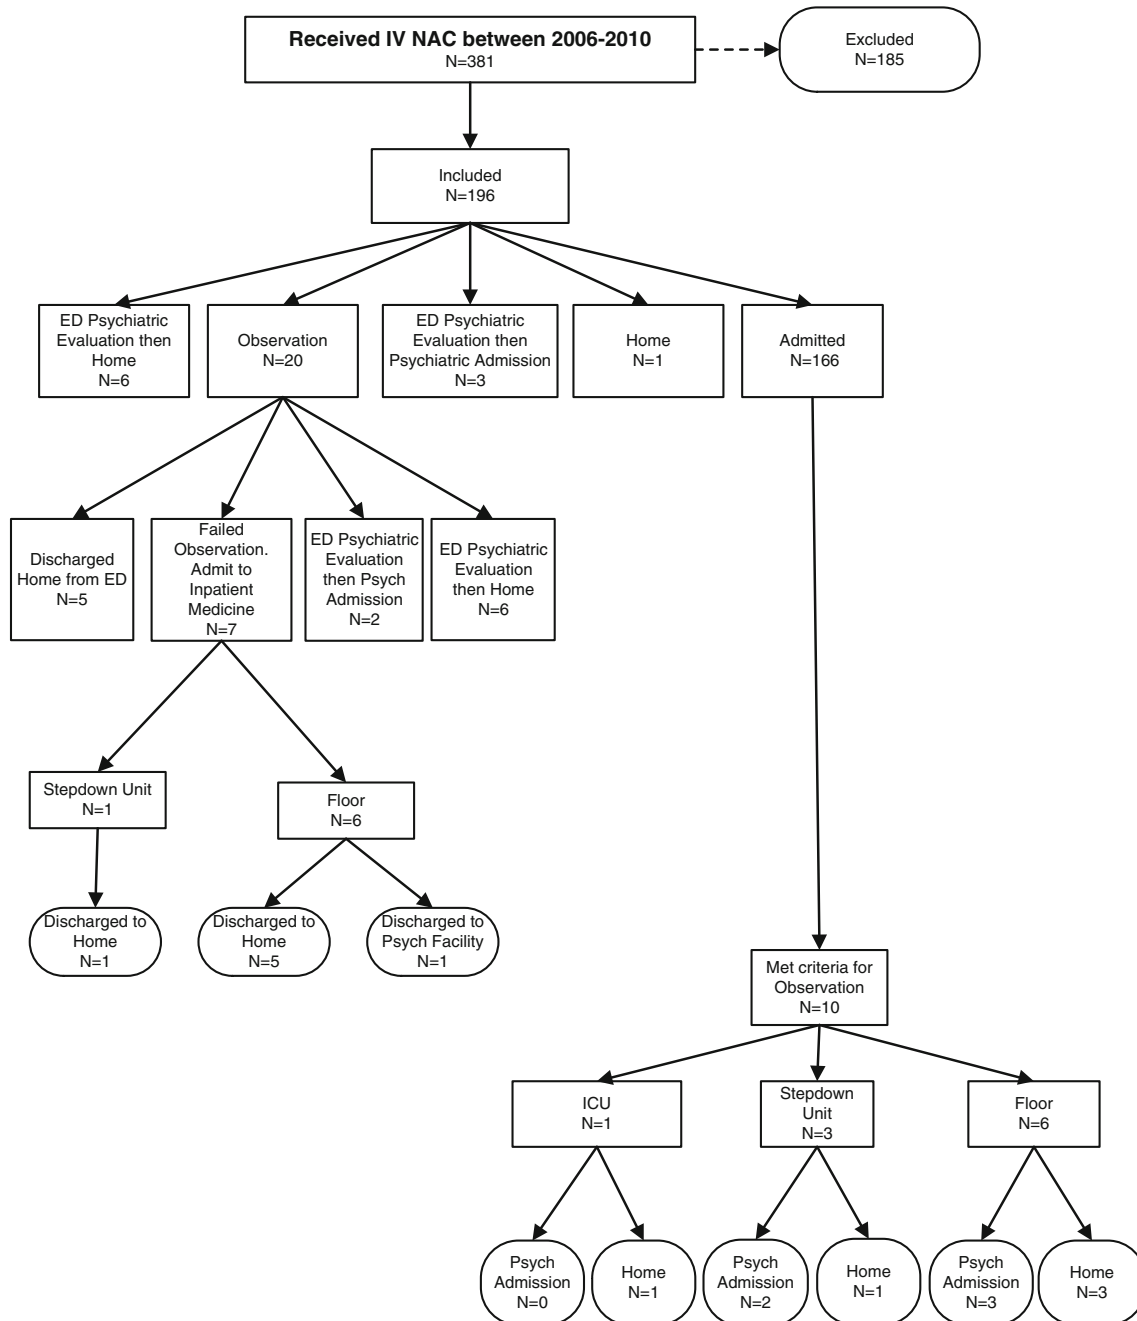 Received IV NAC between 2006-2010
N=381
Excluded
N=185
Included
N=196
ED Psychiatric
Evaluation then
Home
N=6
Observation
N=20
ED Psychiatric
Evaluation then
Psychiatric Admission
N=3
Home
N=1
Admitted
N=166
Discharged
Home from ED
N=5
Failed
Observation.
Admit to
Inpatient
Medicine
N=7
ED Psychiatric
Evaluation
then Psych
Admission
N=2
ED Psychiatric
Evaluation
then Home
N=6
Stepdown Unit
N=1
Floor
N=6
Discharged to
Home
N=1
Discharged to
Home
N=5
Discharged to
Psych Facility
N=1
Met criteria for
Observation
N=10
ICU
N=1
Stepdown
Unit
N=3
Floor
N=6
Psych
Admission
N=0
Home
N=1
Psych
Admission
N=2
Home
N=1
Psych
Admission
N=3
Home
N=3